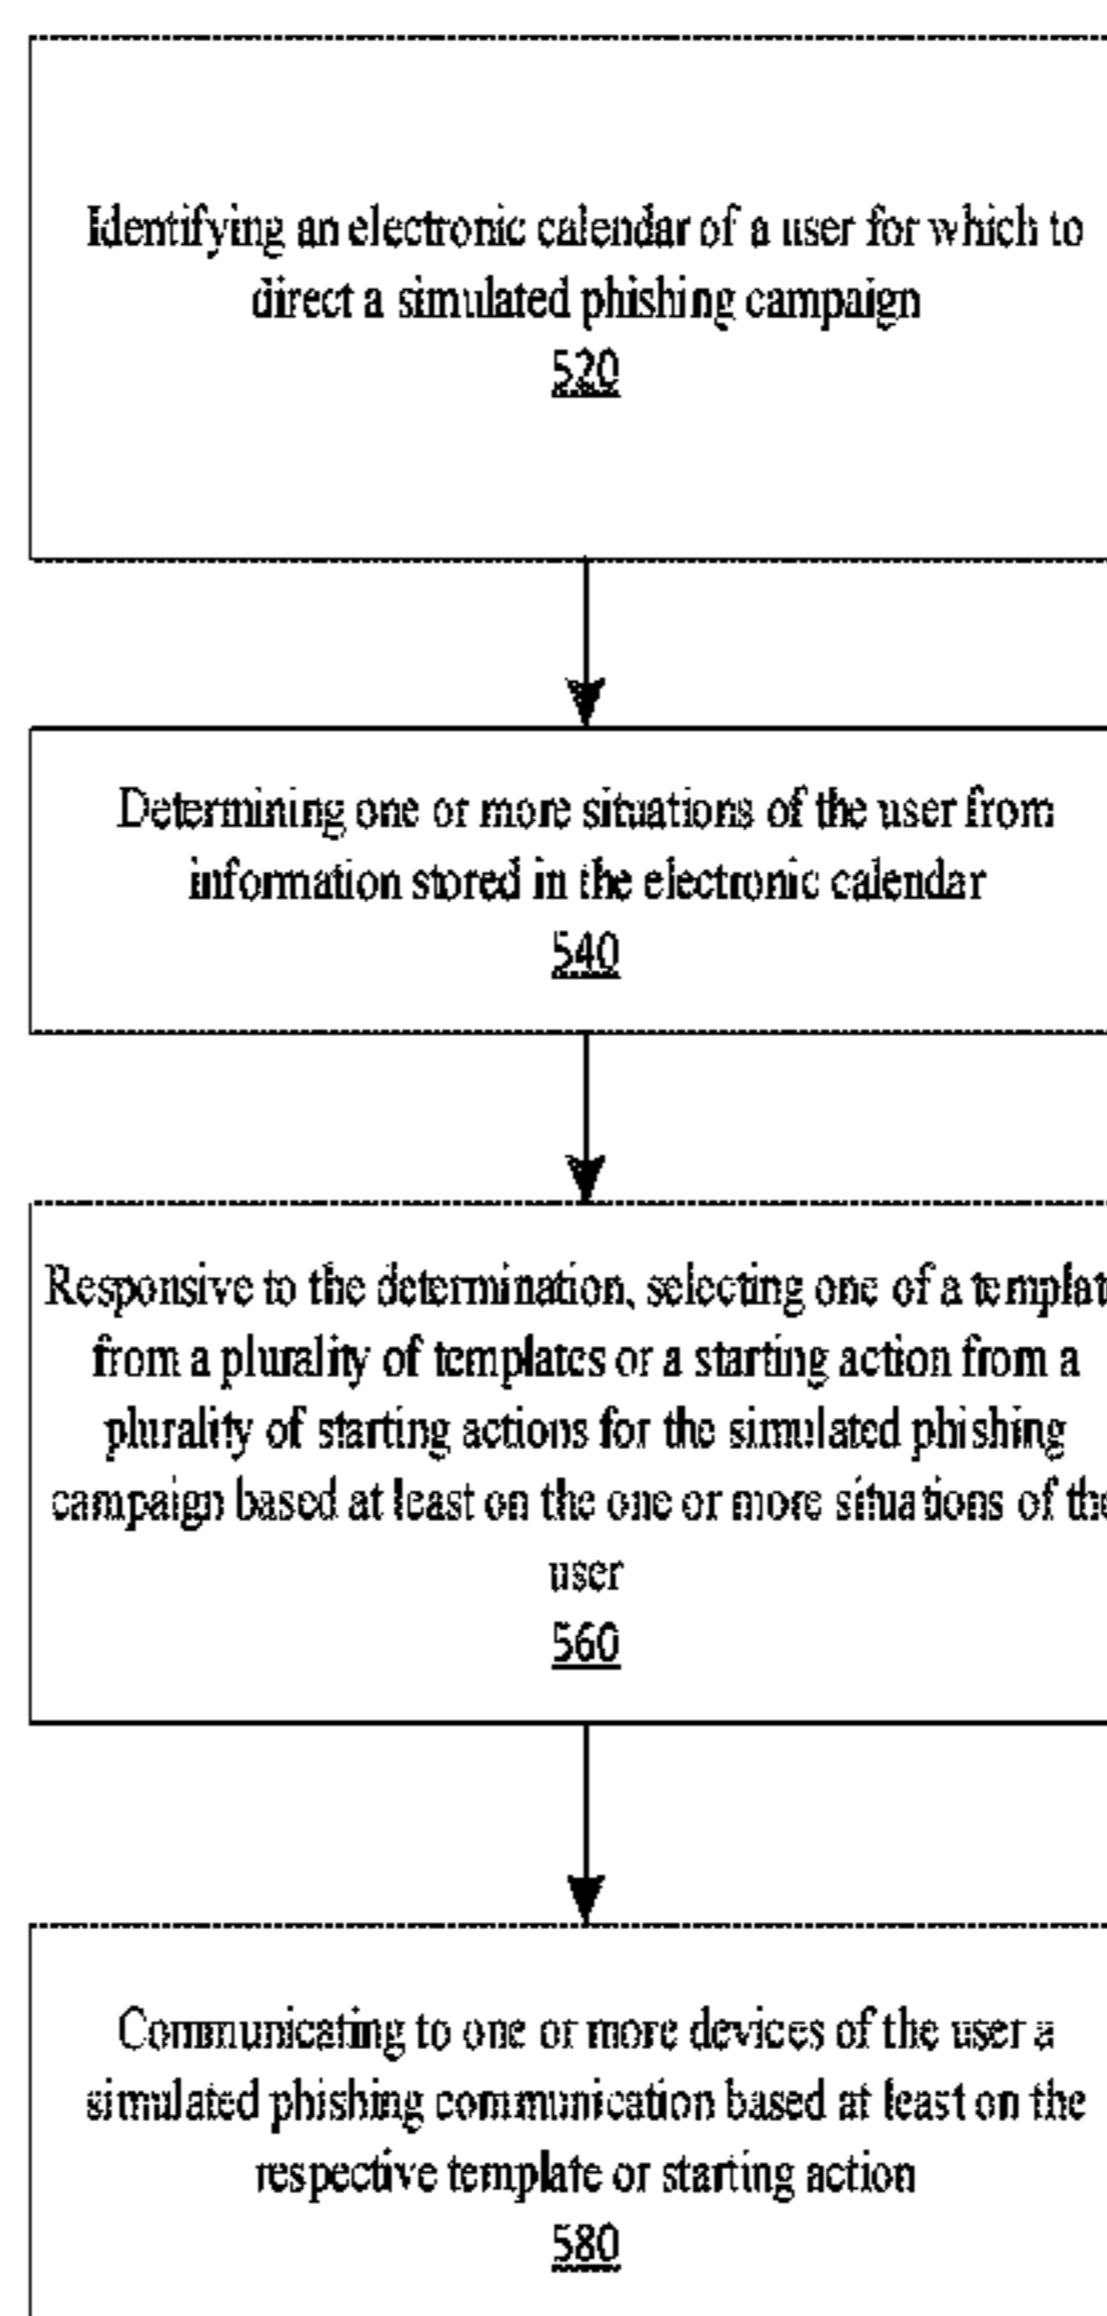 Identifying an electronic calendar of a user for which to
direct a simulated phishing campaign
520
Determining one or more situations of the user from
information stored in the electronic calendar
540
Responsive to the determination, selecting one of a templat
from a plurality of templates or a starting action from a
plurality of starting actions for the simulated phishing
campaign based at least on the one or more situations of the
user
560
Communicating to one or more devices of the user a
simulated phishing communication based at least on the
respective template or starting action
580